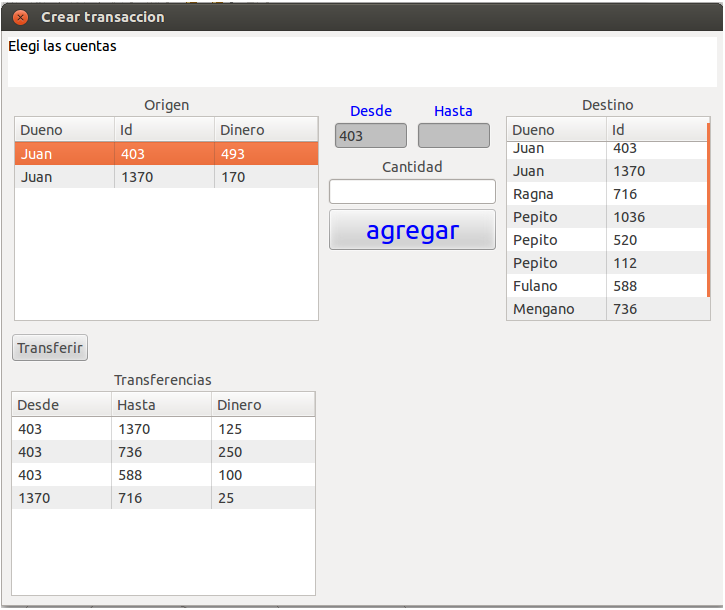 Crear transaccion
Elegi las cuentas
Origen
Dueno Id Dinero
Juan 403 493
Juan 1370 170
Desde Hasta
403
Cantidad
agregar
Destino
Dueno Id
Juan 403
Juan 1370
Ragna 716
Pepito 1036
Pepito 520
Pepito 112
Fulano 588
Mengano 736
Transferir
Transferencias
Desde Hasta Dinero
403 1370 125
403 736 250
403 588 100
1370 716 25